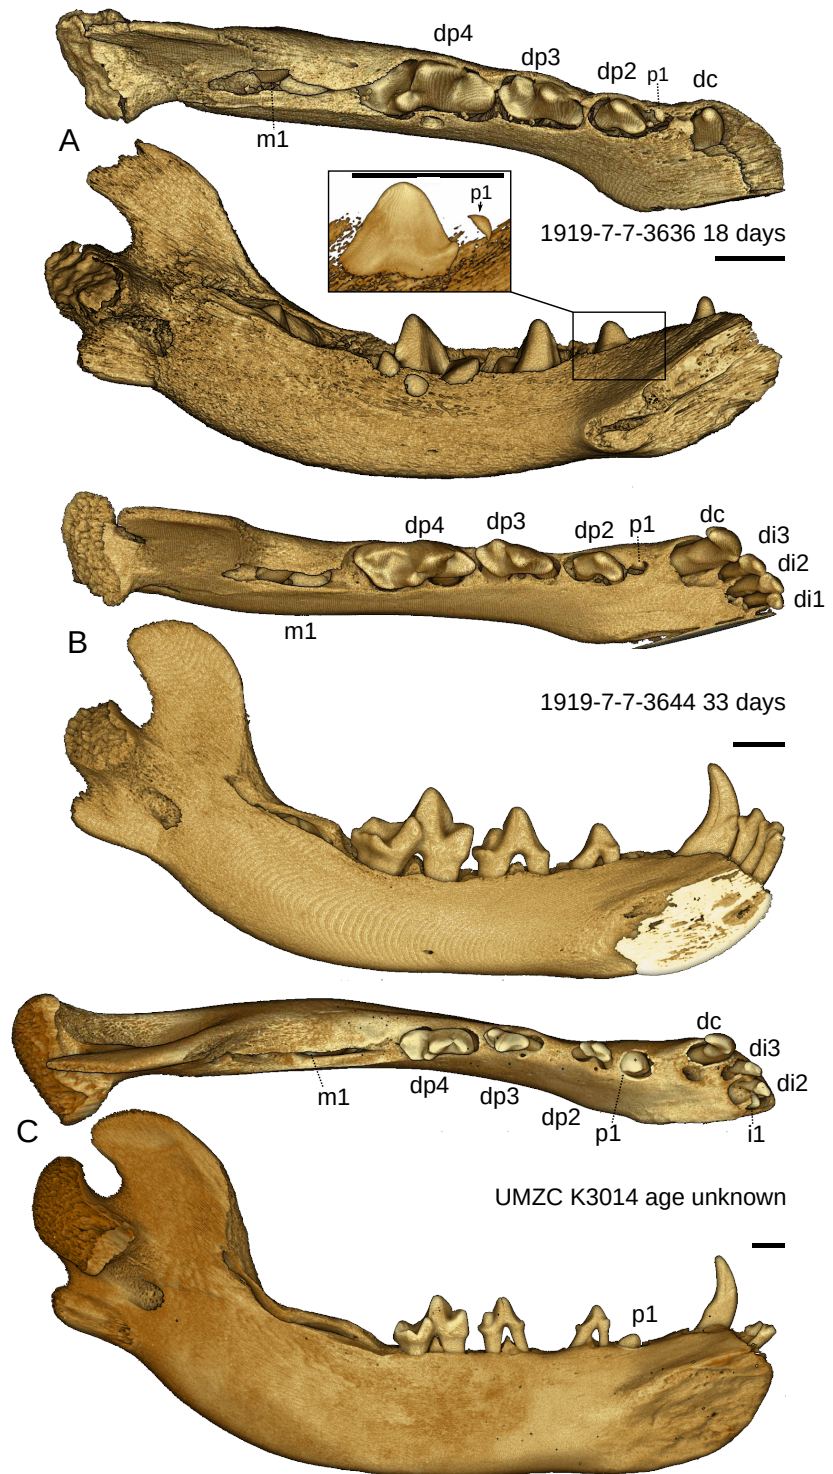 dp4
dp3
dp2
p1
dc
m1
A
p1
1919-7-7-3636 18 days
dp4
dp3
dp2
p1
dc
di3
di2
di1
m1
B
1919-7-7-3644 33 days
dc
di3
di2
i1
m1
dp4
dp3
dp2
p1
C
UMZC K3014 age unknown
p1